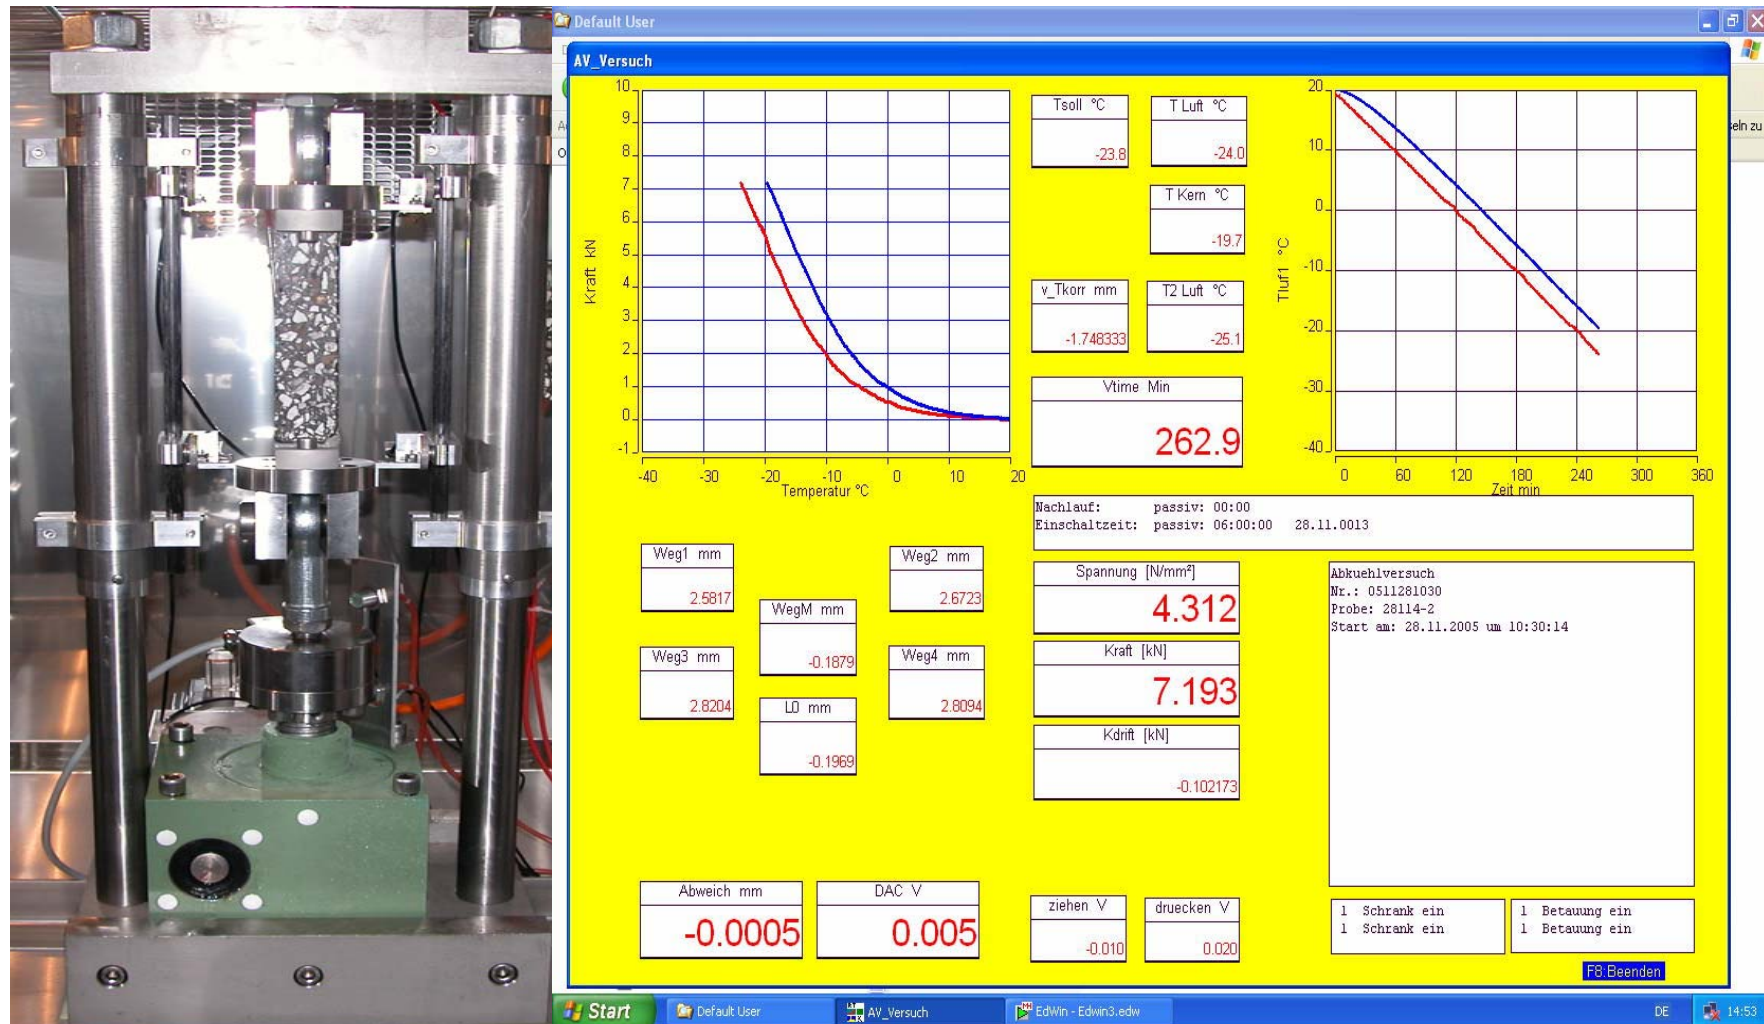 Default User
AV_Versuch
eln zu
10
9
8
7
6
5
4
3
2
1
0
-1
Kraft kN
-40 -30 -20 -10 0 10 20
Temperatur °C
Tsoll °C
-23.8
T Luft °C
-24.0
T Kern °C
-19.7
v_Tkorr mm
-1.748333
T2 Luft °C
-25.1
Vtime Min
262.9
20
10
0
-10
-20
-30
-40
Tluf1 °C
0 60 120 180 240 300 360
Zeit min
Nachlauf: passiv: 00:00
Einschaltzeit: passiv: 06:00:00 28.11.0013
Weg1 mm
2.5817
Weg2 mm
2.6723
WegM mm
-0.1879
Weg3 mm
2.8204
Weg4 mm
2.8094
L0 mm
-0.1969
Spannung [N/mm²]
4.312
Kraft [kN]
7.193
Kdrift [kN]
-0.102173
Abkuehlversuch
Nr.: 0511281030
Probe: 28114-2
Start am: 28.11.2005 um 10:30:14
Abweich mm
-0.0005
DAC V
0.005
ziehen V
-0.010
druecken V
0.020
1 Schrank ein
1 Schrank ein
1 Betauung ein
1 Betauung ein
F8:Beenden
Start
Default User
AV_Versuch
EdWin - Edwin3.edw
DE
14:53